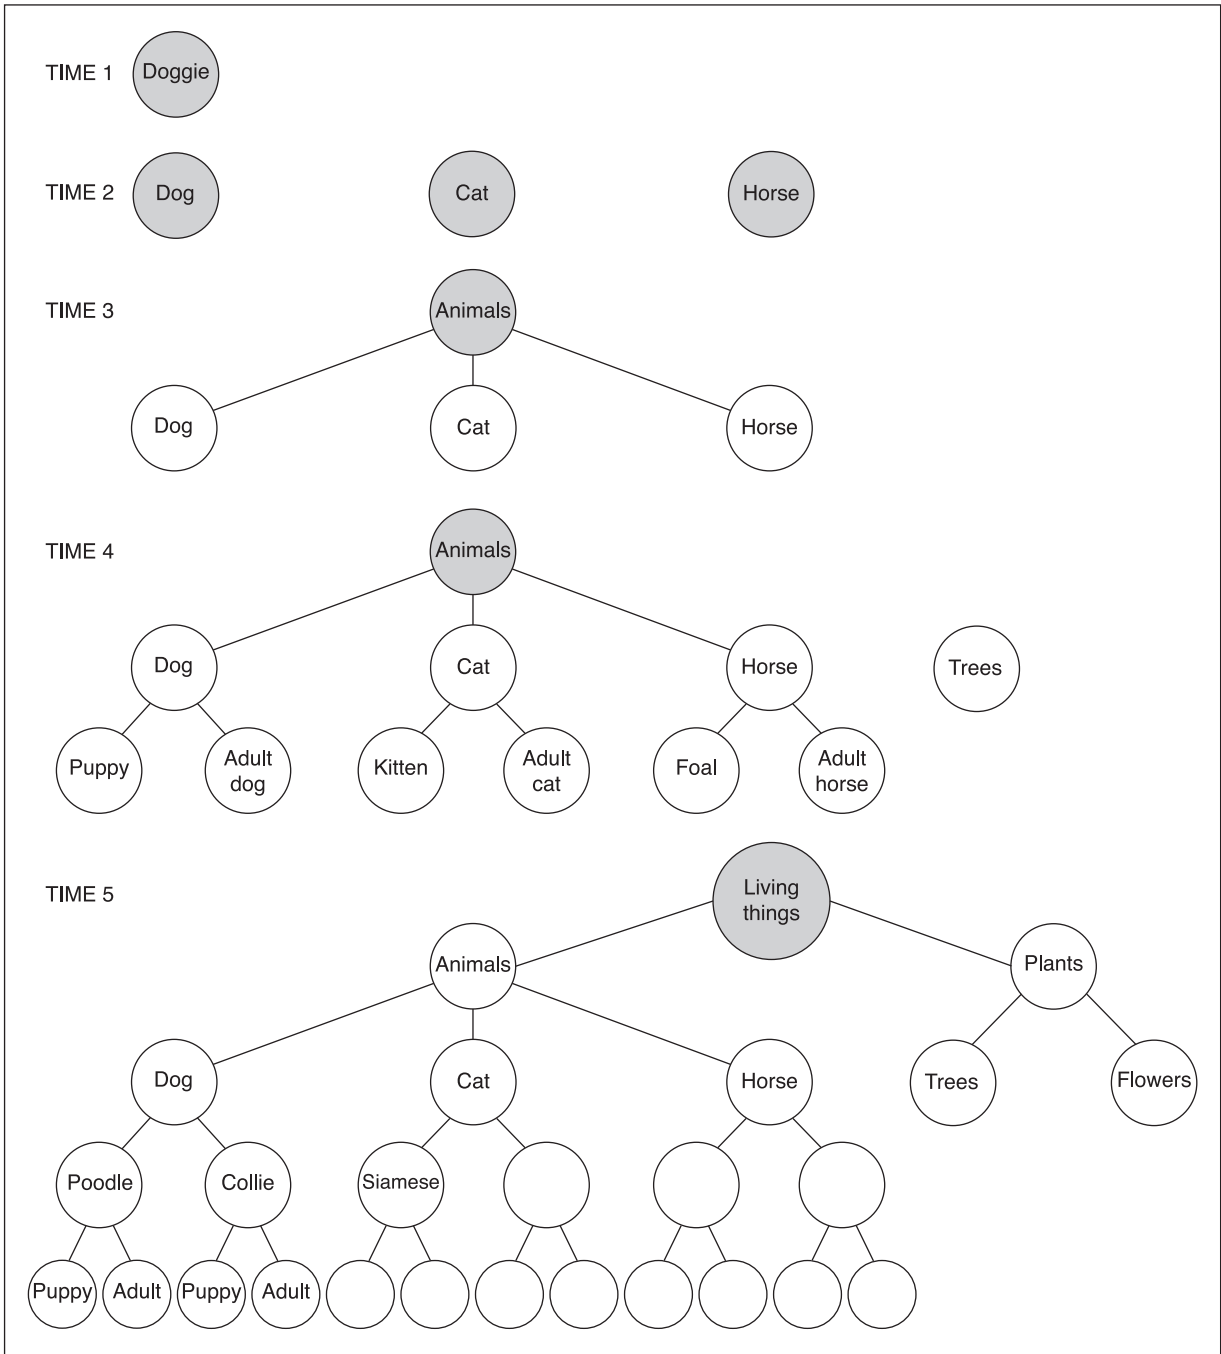 TIME 1
Doggie
TIME 2
Dog
Cat
Horse
TIME 3
Animals
Dog
Cat
Horse
TIME 4
Animals
Dog
Cat
Horse
Trees
Puppy
Adult
dog
Kitten
Adult
cat
Foal
Adult
horse
TIME 5
Living
things
Animals
Plants
Dog
Cat
Horse
Trees
Flowers
Poodle
Collie
Siamese
Puppy
Adult
Puppy
Adult